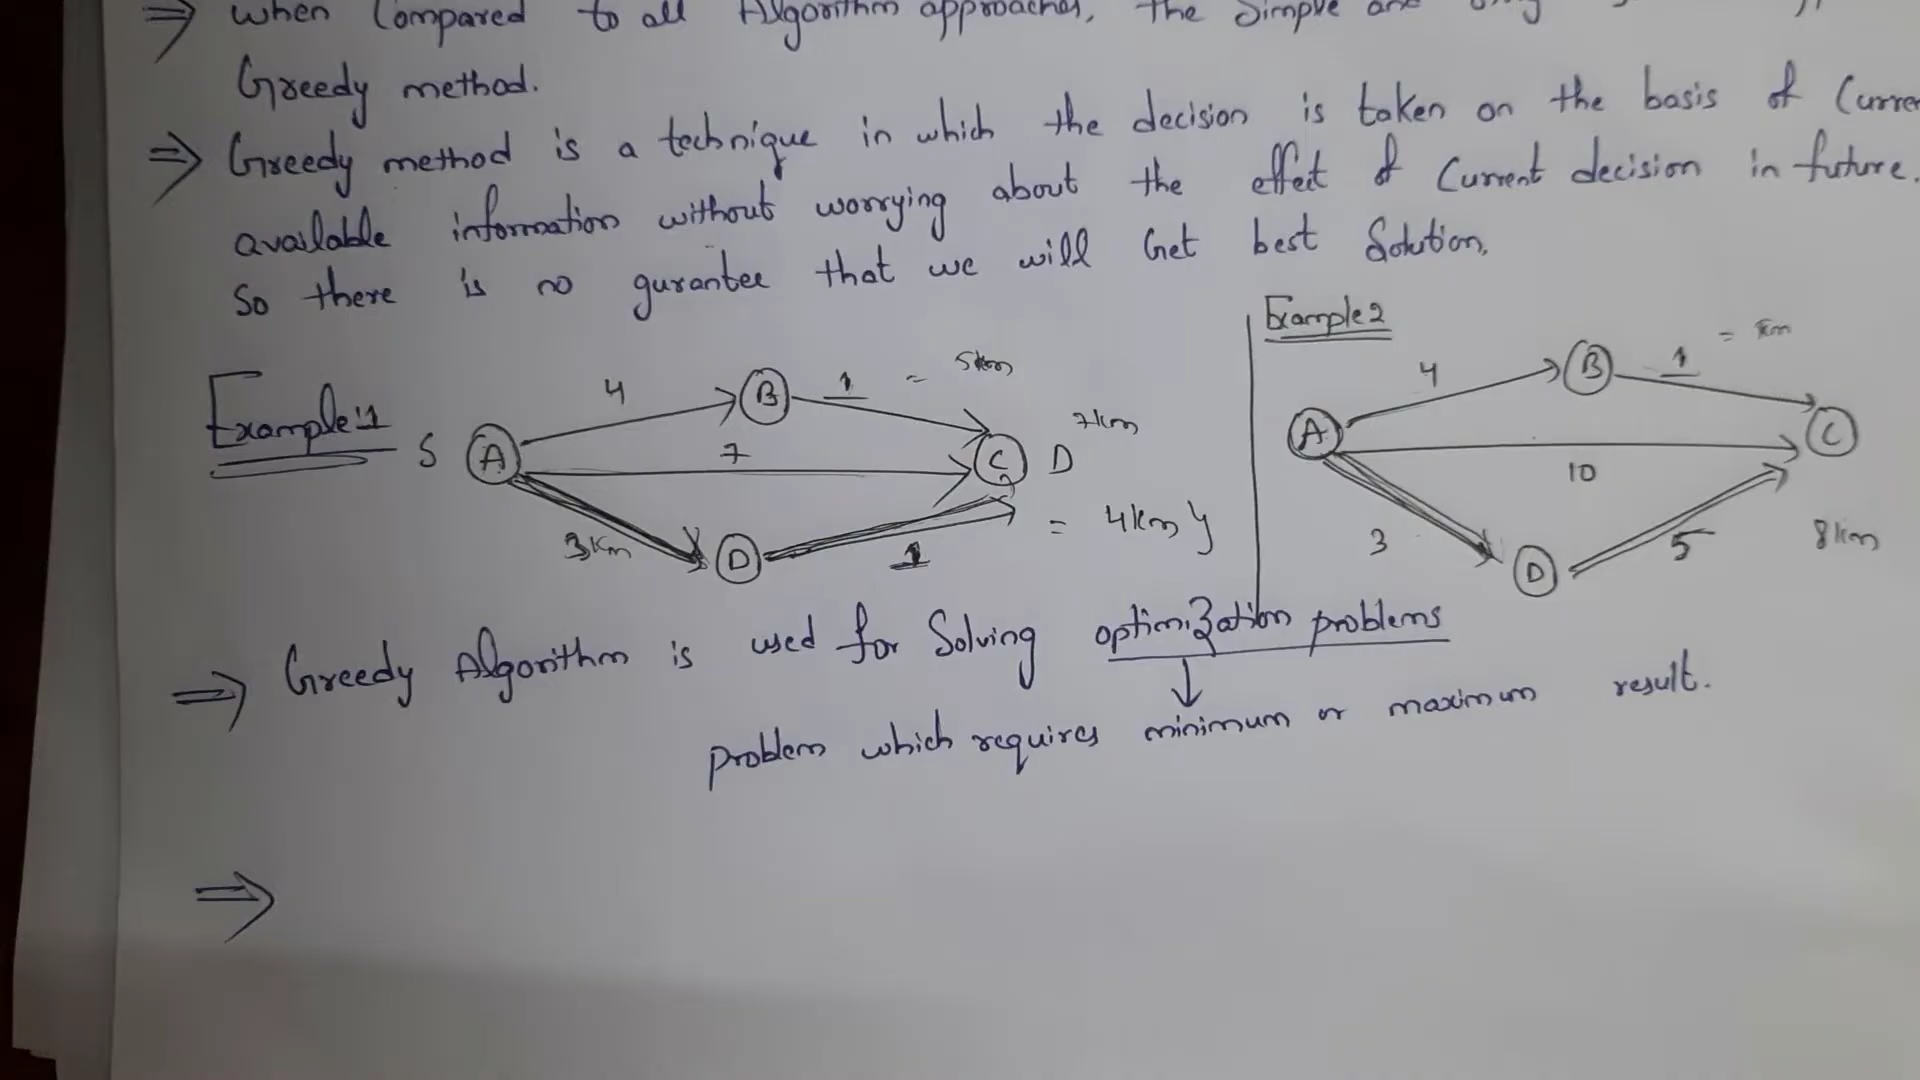 ⇒ When Compared to all Algorithm approaches, the Simple and
Greedy method.
⇒ Greedy method is a technique in which the decision is taken on the basis of Curren
available information without worrying about the effect of Current decision in future.
So there is no gurantee that we will Get best Solution.
Example:1
S A 4 B 1 = 5km
7 C D 7km
3km D 1 = 4km
Example 2
A 4 B 1 = km
10 C
3 D 5 8km
⇒ Greedy Algorithm is used for Solving optimization problems
↓
problem which requires minimum or maximum result.
⇒